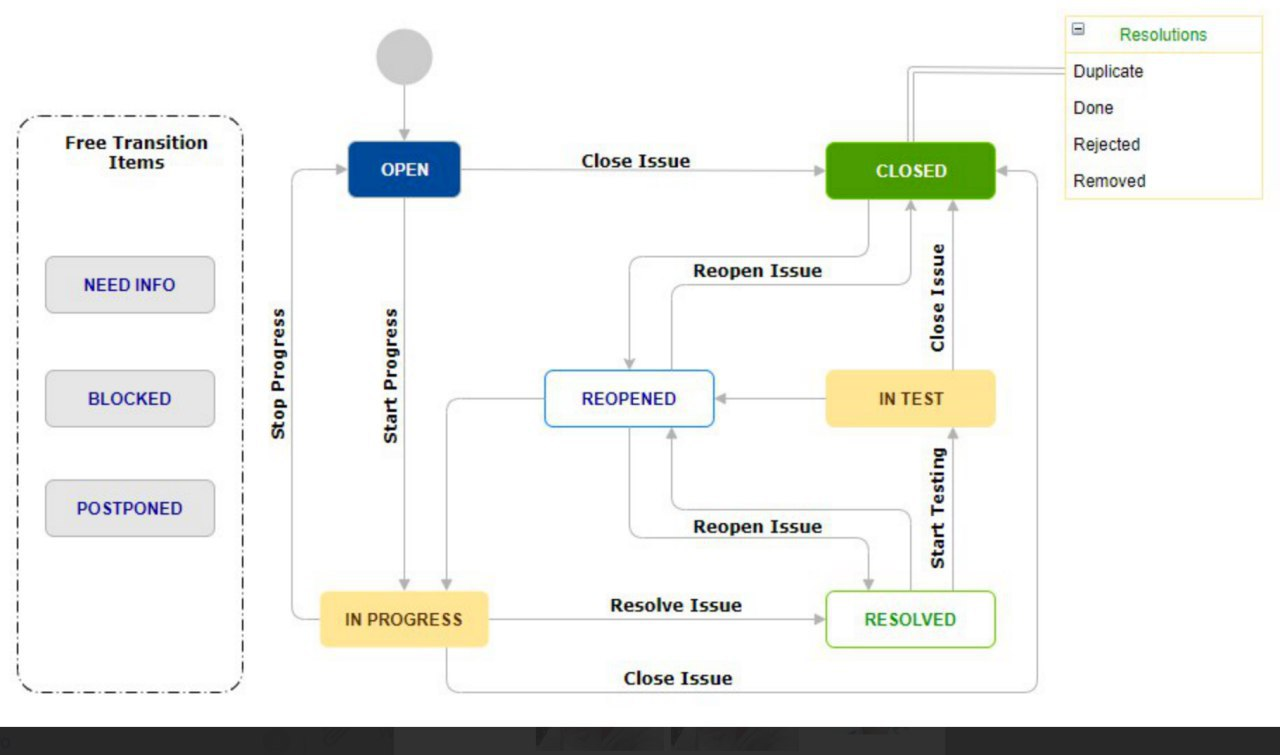 Resolutions
Duplicate
Done
Rejected
Removed
Free Transition
Items
NEED INFO
BLOCKED
POSTPONED
OPEN
Close Issue
CLOSED
Reopen Issue
Close Issue
Stop Progress
Start Progress
REOPENED
IN TEST
Reopen Issue
Start Testing
IN PROGRESS
Resolve Issue
RESOLVED
Close Issue